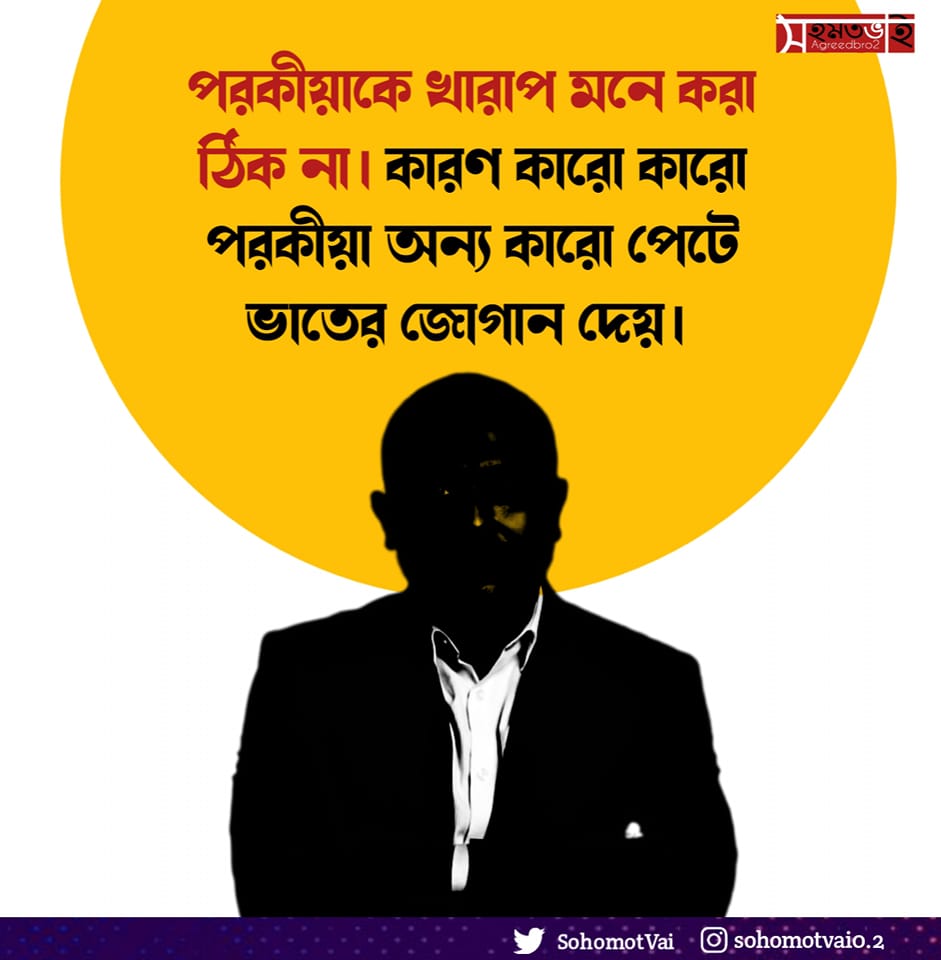 সহমতভাই
Agreedbro2
পরকীয়াকে খারাপ মনে করা
ঠিক না। কারণ কারো কারো
পরকীয়া অন্য কারো পেটে
ভাতের জোগান দেয়।
SohomotVai sohomotvaio.2